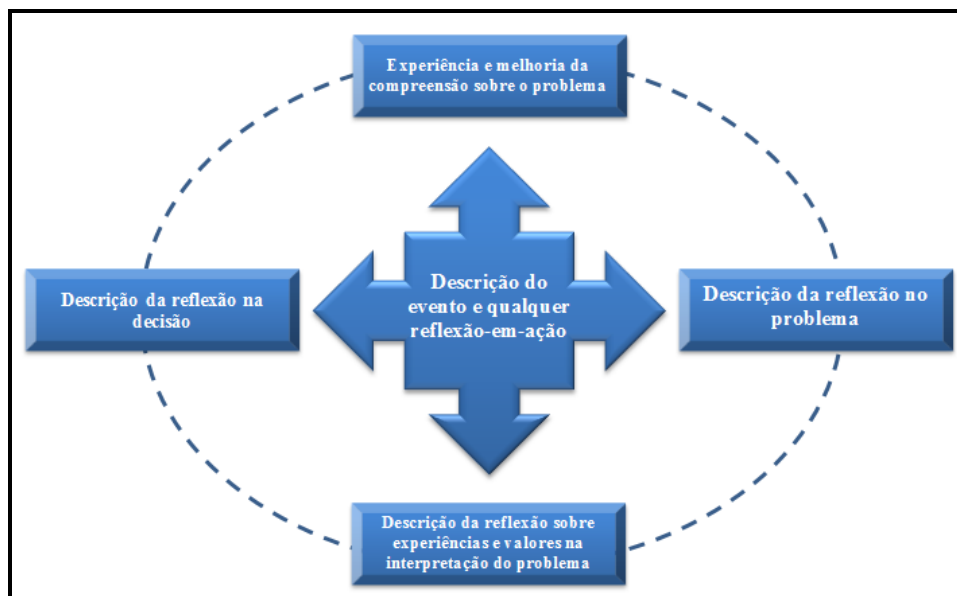 Experiência e melhoria da
compreensão sobre o problema
Descrição da reflexão na
decisão
Descrição do
evento e qualquer
reflexão-em-ação
Descrição da reflexão no
problema
Descrição da reflexão sobre
experiências e valores na
interpretação do problema